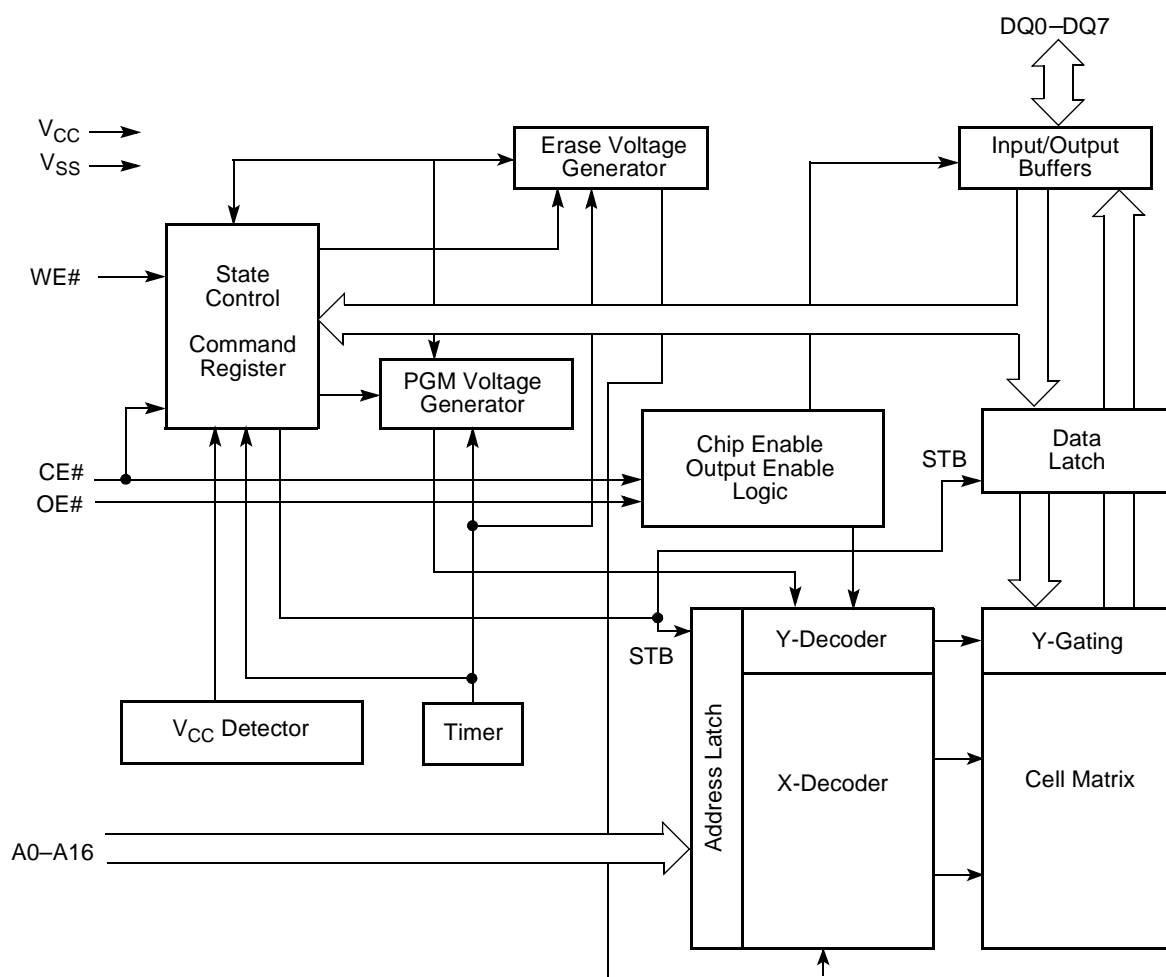 DQ0–DQ7
VCC
VSS
Erase Voltage
Generator
Input/Output
Buffers
WE#
State
Control
Command
Register
PGM Voltage
Generator
Chip Enable
Output Enable
Logic
Data
Latch
STB
CE#
OE#
STB
Y-Decoder
Y-Gating
VCC Detector
Timer
Address Latch
X-Decoder
Cell Matrix
A0–A16